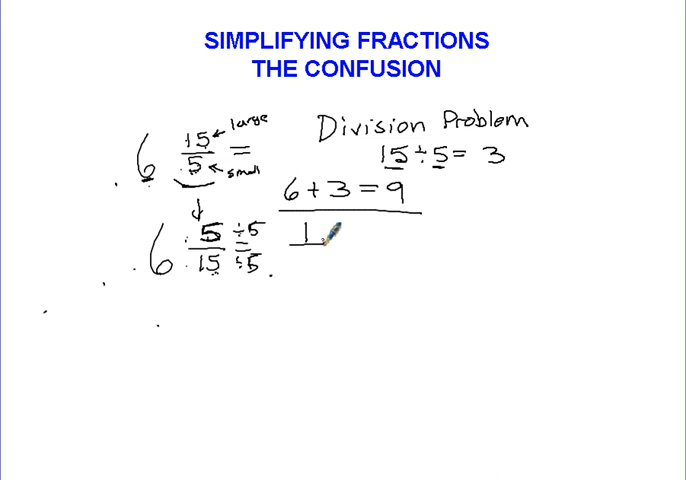 SIMPLIFYING FRACTIONS
THE CONFUSION
6 15/5 =
large
small
Division Problem
15 ÷ 5 = 3
6 + 3 = 9
6 5/15 ÷5/÷5 = 1